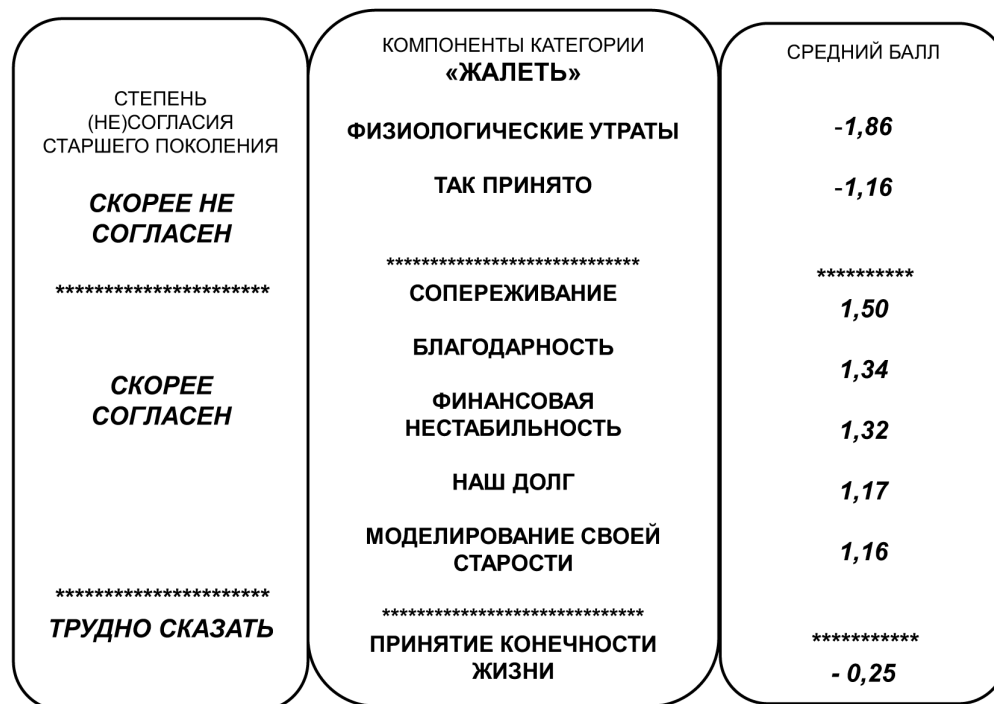 СТЕПЕНЬ
(НЕ)СОГЛАСИЯ
СТАРШЕГО ПОКОЛЕНИЯ
СКОРЕЕ НЕ
СОГЛАСЕН
**********************
СКОРЕЕ
СОГЛАСЕН
**********************
ТРУДНО СКАЗАТЬ
КОМПОНЕНТЫ КАТЕГОРИИ
«ЖАЛЕТЬ»
ФИЗИОЛОГИЧЕСКИЕ УТРАТЫ
ТАК ПРИНЯТО
*****************************
СОПЕРЕЖИВАНИЕ
БЛАГОДАРНОСТЬ
ФИНАНСОВАЯ
НЕСТАБИЛЬНОСТЬ
НАШ ДОЛГ
МОДЕЛИРОВАНИЕ СВОЕЙ
СТАРОСТИ
******************************
ПРИНЯТИЕ КОНЕЧНОСТИ
ЖИЗНИ
СРЕДНИЙ БАЛЛ
-1,86
-1,16
**********
1,50
1,34
1,32
1,17
1,16
***********
- 0,25